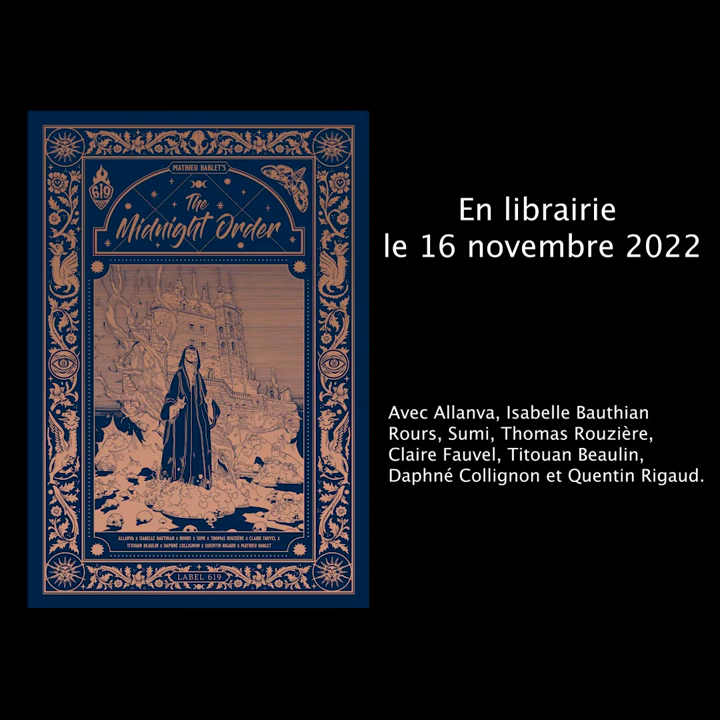 MATHIEU BABLET'S
619
The
Midnight Order
ALLANVA X ISABELLE BAUTHIAN X ROURS X SUMI X THOMAS ROUZIÈRE X CLAIRE FAUVEL X
TITOUAN BEAULIN X DAPHNÉ COLLIGNON X QUENTIN RIGAUD X MATHIEU BABLET
LABEL 619
En librairie
le 16 novembre 2022
Avec Allanva, Isabelle Bauthian
Rours, Sumi, Thomas Rouzière,
Claire Fauvel, Titouan Beaulin,
Daphné Collignon et Quentin Rigaud.